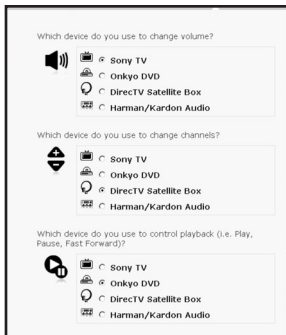 Which device do you use to change volume?
Sony TV
Onkyo DVD
DirecTV Satellite Box
Harman/Kardon Audio
Which device do you use to change channels?
Sony TV
Onkyo DVD
DirecTV Satellite Box
Harman/Kardon Audio
Which device do you use to control playback (i.e. Play,
Pause, Fast Forward)?
Sony TV
Onkyo DVD
DirecTV Satellite Box
Harman/Kardon Audio